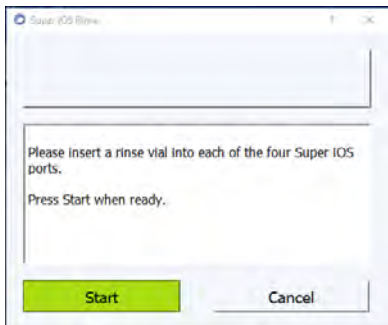 Super IOS Rinse
Please insert a rinse vial into each of the four Super IOS
ports.
Press Start when ready.
Start
Cancel